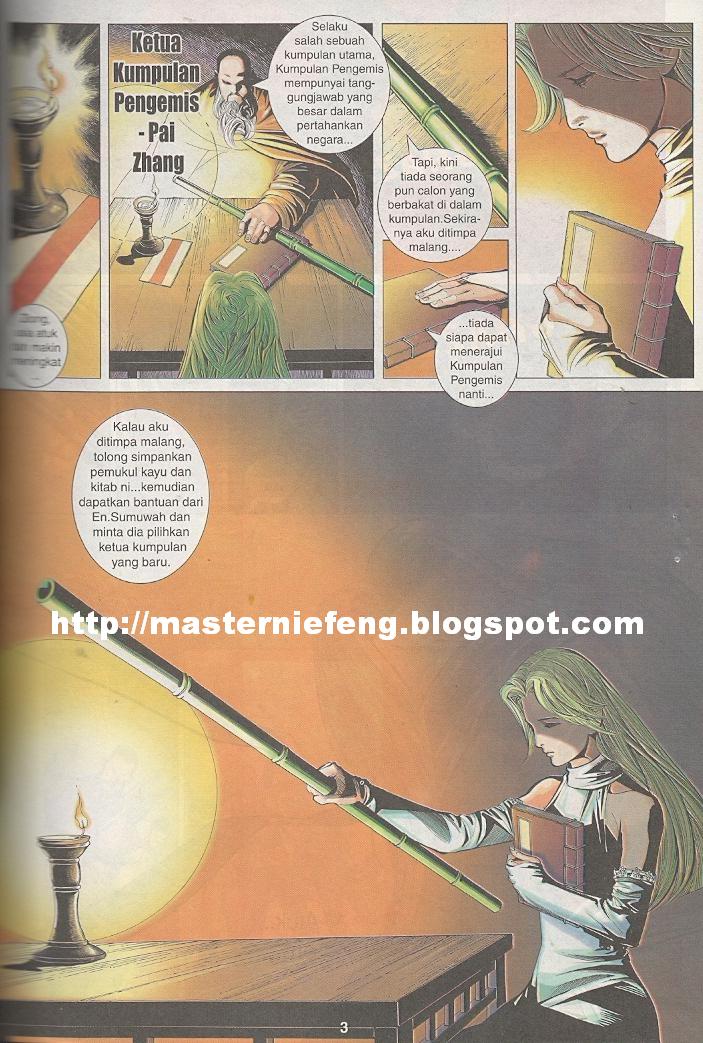 Ketua
Kumpulan
Pengemis
- Pai
Zhang
Selaku
salah sebuah
kumpulan utama,
Kumpulan Pengemis
mempunyai tang-
gungjawab yang
besar dalam
pertahankan
negara...
Tapi, kini
tiada seorang
pun calon yang
berbakat di dalam
kumpulan.Sekira-
nya aku ditimpa
malang....
...tiada
siapa dapat
menerajui
Kumpulan
Pengemis
nanti...
atuk
makin
meningkat
...
Kalau aku
ditimpa malang,
tolong simpankan
pemukul kayu dan
kitab ni...kemudian
dapatkan bantuan dari
En.Sumuwah dan
minta dia pilihkan
ketua kumpulan
yang baru.
http://masterniefeng.blogspot.com
3